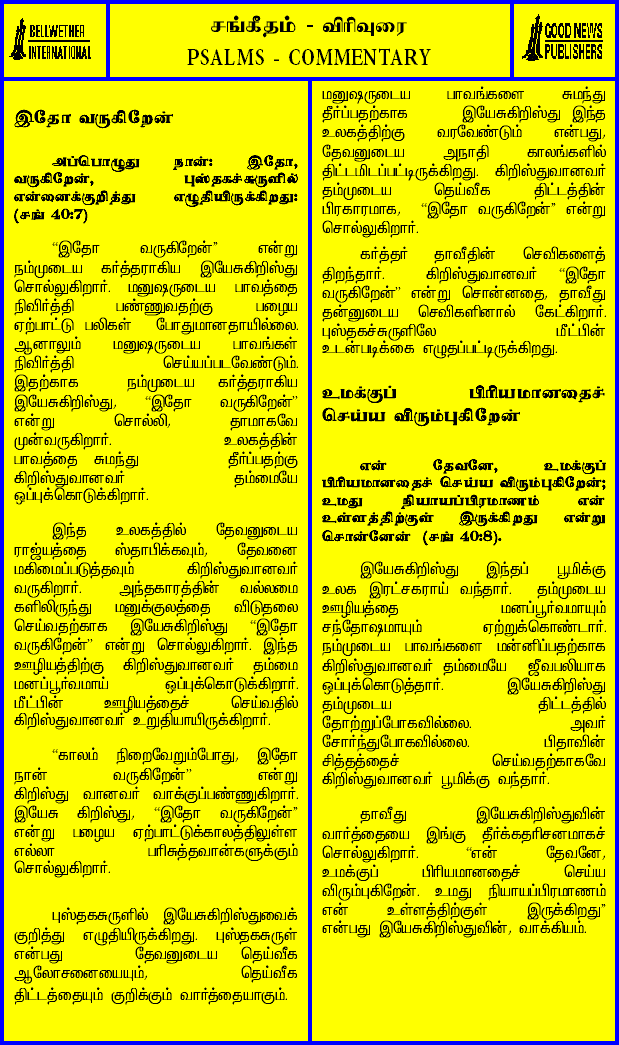 BELLWETHER
INTERNATIONAL
சங்கீதம் - விரிவுரை
PSALMS - COMMENTARY
GOOD NEWS
PUBLISHERS
இதோ வருகிறேன்
அப்பொழுது நான்: இதோ,
வருகிறேன், புஸ்தகச்சுருளில்
என்னைக்குறித்து எழுதியிருக்கிறது:
(சங் 40:7)
“இதோ வருகிறேன்” என்று
நம்முடைய கர்த்தராகிய இயேசுகிறிஸ்து
சொல்லுகிறார். மனுஷருடைய பாவத்தை
நிவிர்த்தி பண்ணுவதற்கு பழைய
ஏற்பாட்டு பலிகள் போதுமானதாயில்லை.
ஆனாலும் மனுஷருடைய பாவங்கள்
நிவிர்த்தி செய்யப்படவேண்டும்.
இதற்காக நம்முடைய கர்த்தராகிய
இயேசுகிறிஸ்து, “இதோ வருகிறேன்”
என்று சொல்லி, தாமாகவே
முன்வருகிறார். உலகத்தின்
பாவத்தை சுமந்து தீர்ப்பதற்கு
கிறிஸ்துவானவர் தம்மையே
ஒப்புக்கொடுக்கிறார்.
இந்த உலகத்தில் தேவனுடைய
ராஜ்யத்தை ஸ்தாபிக்கவும், தேவனை
மகிமைப்படுத்தவும் கிறிஸ்துவானவர்
வருகிறார். அந்தகாரத்தின் வல்லமை
களிலிருந்து மனுக்குலத்தை விடுதலை
செய்வதற்காக இயேசுகிறிஸ்து “இதோ
வருகிறேன்” என்று சொல்லுகிறார். இந்த
ஊழியத்திற்கு கிறிஸ்துவானவர் தம்மை
மனப்பூர்வமாய் ஒப்புக்கொடுக்கிறார்.
மீட்பின் ஊழியத்தைச் செய்வதில்
கிறிஸ்துவானவர் உறுதியாயிருக்கிறார்.
“காலம் நிறைவேறும்போது, இதோ
நான் வருகிறேன்” என்று
கிறிஸ்து வானவர் வாக்குப்பண்ணுகிறார்.
இயேசு கிறிஸ்து, “இதோ வருகிறேன்”
என்று பழைய ஏற்பாட்டுக்காலத்திலுள்ள
எல்லா பரிசுத்தவான்களுக்கும்
சொல்லுகிறார்.
புஸ்தகசுருளில் இயேசுகிறிஸ்துவைக்
குறித்து எழுதியிருக்கிறது. புஸ்தகசுருள்
என்பது தேவனுடைய தெய்வீக
ஆலோசனையையும், தெய்வீக
திட்டத்தையும் குறிக்கும் வார்த்தையாகும்.
மனுஷருடைய பாவங்களை சுமந்து
தீர்ப்பதற்காக இயேசுகிறிஸ்து இந்த
உலகத்திற்கு வரவேண்டும் என்பது,
தேவனுடைய அநாதி காலங்களில்
திட்டமிடப்பட்டிருக்கிறது. கிறிஸ்துவானவர்
தம்முடைய தெய்வீக திட்டத்தின்
பிரகாரமாக, “இதோ வருகிறேன்” என்று
சொல்லுகிறார்.
கர்த்தர் தாவீதின் செவிகளைத்
திறந்தார். கிறிஸ்துவானவர் “இதோ
வருகிறேன்” என்று சொன்னதை, தாவீது
தன்னுடைய செவிகளினால் கேட்கிறார்.
புஸ்தகச்சுருளிலே மீட்பின்
உடன்படிக்கை எழுதப்பட்டிருக்கிறது.
உமக்குப் பிரியமானதைச்
செய்ய விரும்புகிறேன்
என் தேவனே, உமக்குப்
பிரியமானதைச் செய்ய விரும்புகிறேன்;
உமது நியாயப்பிரமாணம் என்
உள்ளத்திற்குள் இருக்கிறது என்று
சொன்னேன் (சங் 40:8).
இயேசுகிறிஸ்து இந்தப் பூமிக்கு
உலக இரட்சகராய் வந்தார். தம்முடைய
ஊழியத்தை மனப்பூர்வமாயும்
சந்தோஷமாயும் ஏற்றுக்கொண்டார்.
நம்முடைய பாவங்களை மன்னிப்பதற்காக
கிறிஸ்துவானவர் தம்மையே ஜீவபலியாக
ஒப்புக்கொடுத்தார். இயேசுகிறிஸ்து
தம்முடைய திட்டத்தில்
தோற்றுப்போகவில்லை. அவர்
சோர்ந்துபோகவில்லை. பிதாவின்
சித்தத்தைச் செய்வதற்காகவே
கிறிஸ்துவானவர் பூமிக்கு வந்தார்.
தாவீது இயேசுகிறிஸ்துவின்
வார்த்தையை இங்கு தீர்க்கதரிசனமாகச்
சொல்லுகிறார். “என் தேவனே,
உமக்குப் பிரியமானதைச் செய்ய
விரும்புகிறேன். உமது நியாயப்பிரமாணம்
என் உள்ளத்திற்குள் இருக்கிறது”
என்பது இயேசுகிறிஸ்துவின், வாக்கியம்.